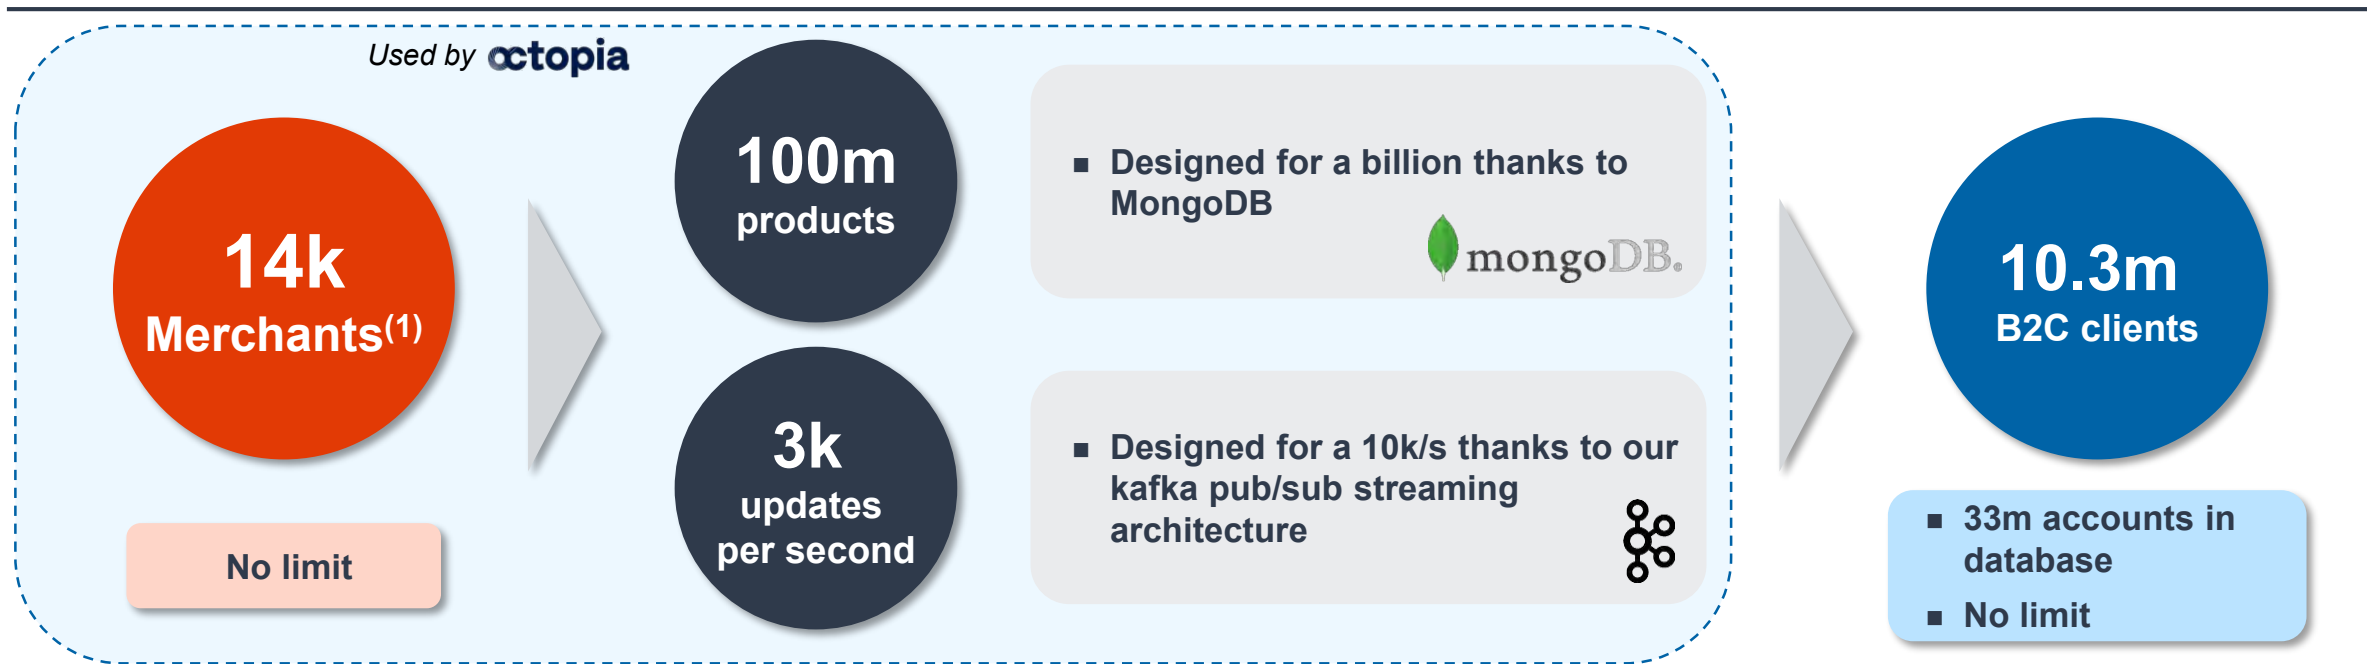 Used by octopia
14k
Merchants(1)
No limit
100m
products
3k
updates
per second
▪ Designed for a billion thanks to
MongoDB
mongoDB.
▪ Designed for a 10k/s thanks to our
kafka pub/sub streaming
architecture
10.3m
B2C clients
▪ 33m accounts in
database
▪ No limit